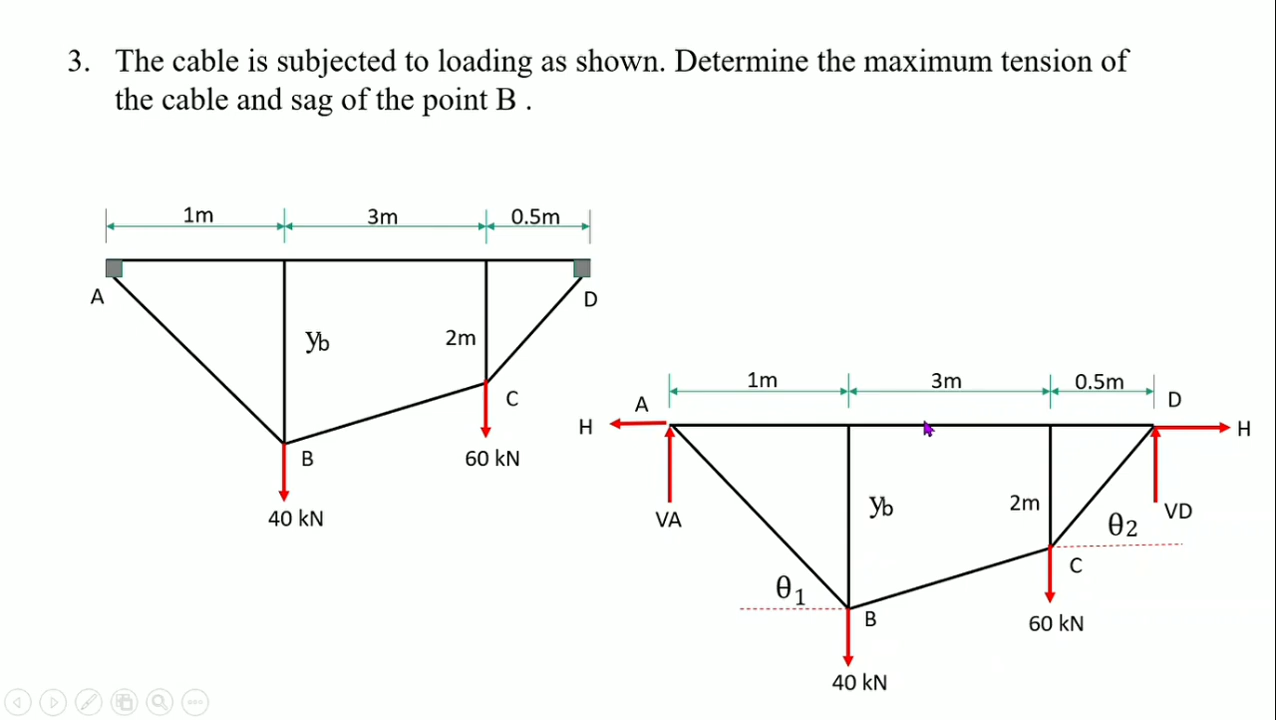 3. The cable is subjected to loading as shown. Determine the maximum tension of
the cable and sag of the point B .
1m 3m 0.5m
A D
yb 2m
C
B 60 kN
40 kN
1m 3m 0.5m
A D
H H
yb 2m
VA VD
θ2
C
θ1
B 60 kN
40 kN